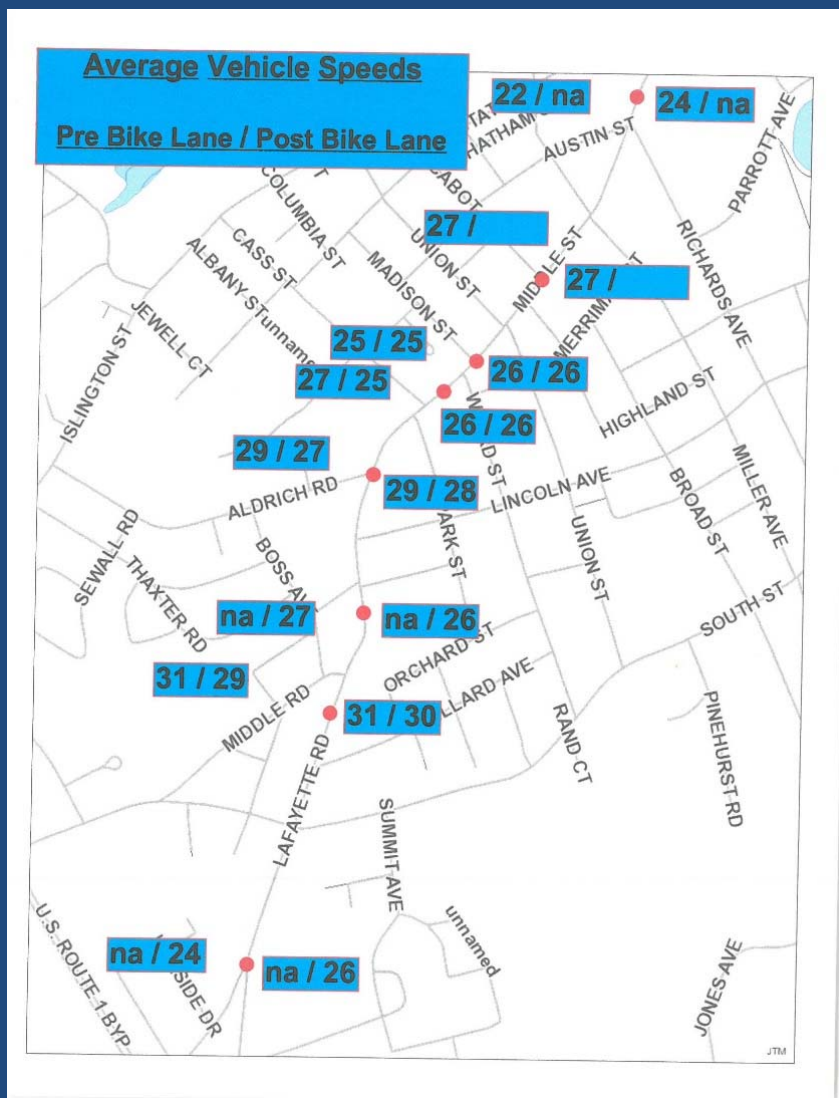 Average Vehicle Speeds
Pre Bike Lane / Post Bike Lane
22 / na
24 / na
AUSTIN ST
PARROTT AVE
CABOT
COLUMBIA ST
UNION ST
27 /
CASS ST
MADISON ST
MIDDLE ST
RICHARDS AVE
ALBANY ST
27 /
JEWELL CT
25 / 25
ISLINGTON ST
27 / 25
26 / 26
HIGHLAND ST
26 / 26
29 / 27
ALDRICH RD
29 / 28
LINCOLN AVE
BROAD ST
MILLER AVE
SEWALL RD
UNION ST
THAXTER RD
SOUTH ST
na / 27
na / 26
ORCHARD ST
31 / 29
MIDDLE RD
31 / 30
RAND CT
PINEHURST RD
LAFAYETTE RD
SUMMIT AVE
unnamed
U.S. ROUTE 1 BYP
na / 24
na / 26
JONES AVE
JTM